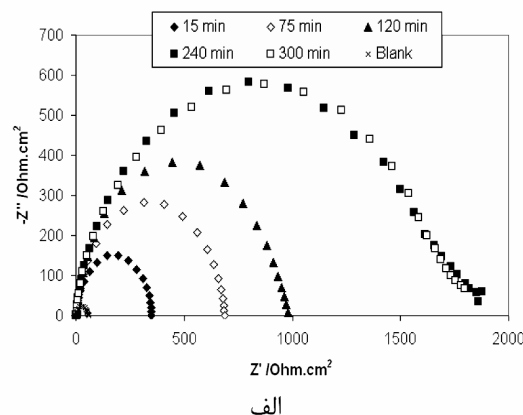 15 min 75 min 120 min
240 min 300 min Blank
-Z" /Ohm.cm²
-700
-600
500
400
300
200
100
0
0 500 1000 1500 2000
Z' /Ohm.cm²
الف